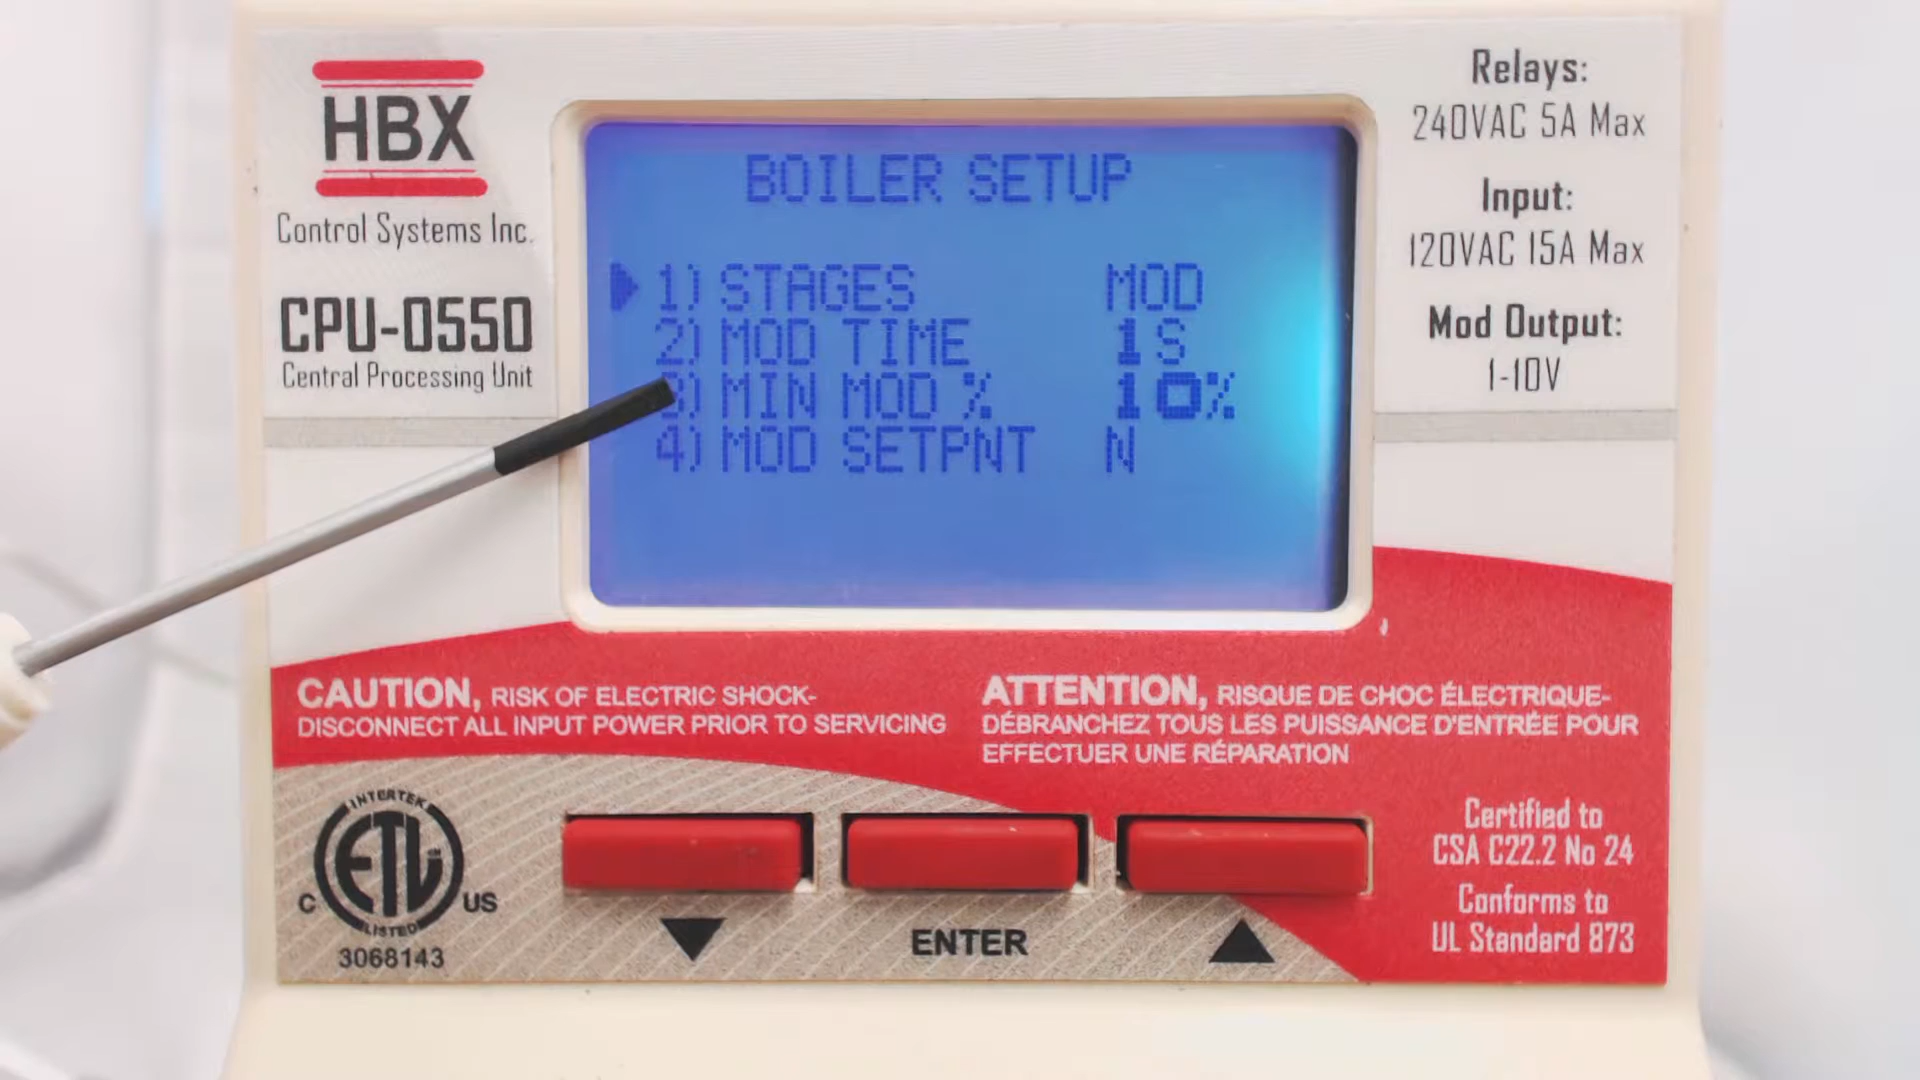 HBX
Control Systems Inc.
CPU-0550
Central Processing Unit
BOILER SETUP
1) STAGES MOD
2) MOD TIME 1S
3) MIN MOD % 10%
4) MOD SETPNT N
Relays:
240VAC 5A Max
Input:
120VAC 15A Max
Mod Output:
1-10V
CAUTION, RISK OF ELECTRIC SHOCK-
DISCONNECT ALL INPUT POWER PRIOR TO SERVICING
ATTENTION, RISQUE DE CHOC ÉLECTRIQUE-
DÉBRANCHEZ TOUS LES PUISSANCE D'ENTRÉE POUR
EFFECTUER UNE RÉPARATION
INTERTEK
ETL
C US
LISTED
3068143
ENTER
Certified to
CSA C22.2 No 24
Conforms to
UL Standard 873